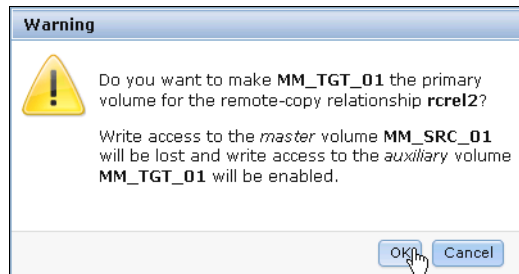 Warning
Do you want to make MM_TGT_01 the primary
volume for the remote-copy relationship rcrel2?
Write access to the master volume MM_SRC_01
will be lost and write access to the auxiliary volume
MM_TGT_01 will be enabled.
OK Cancel